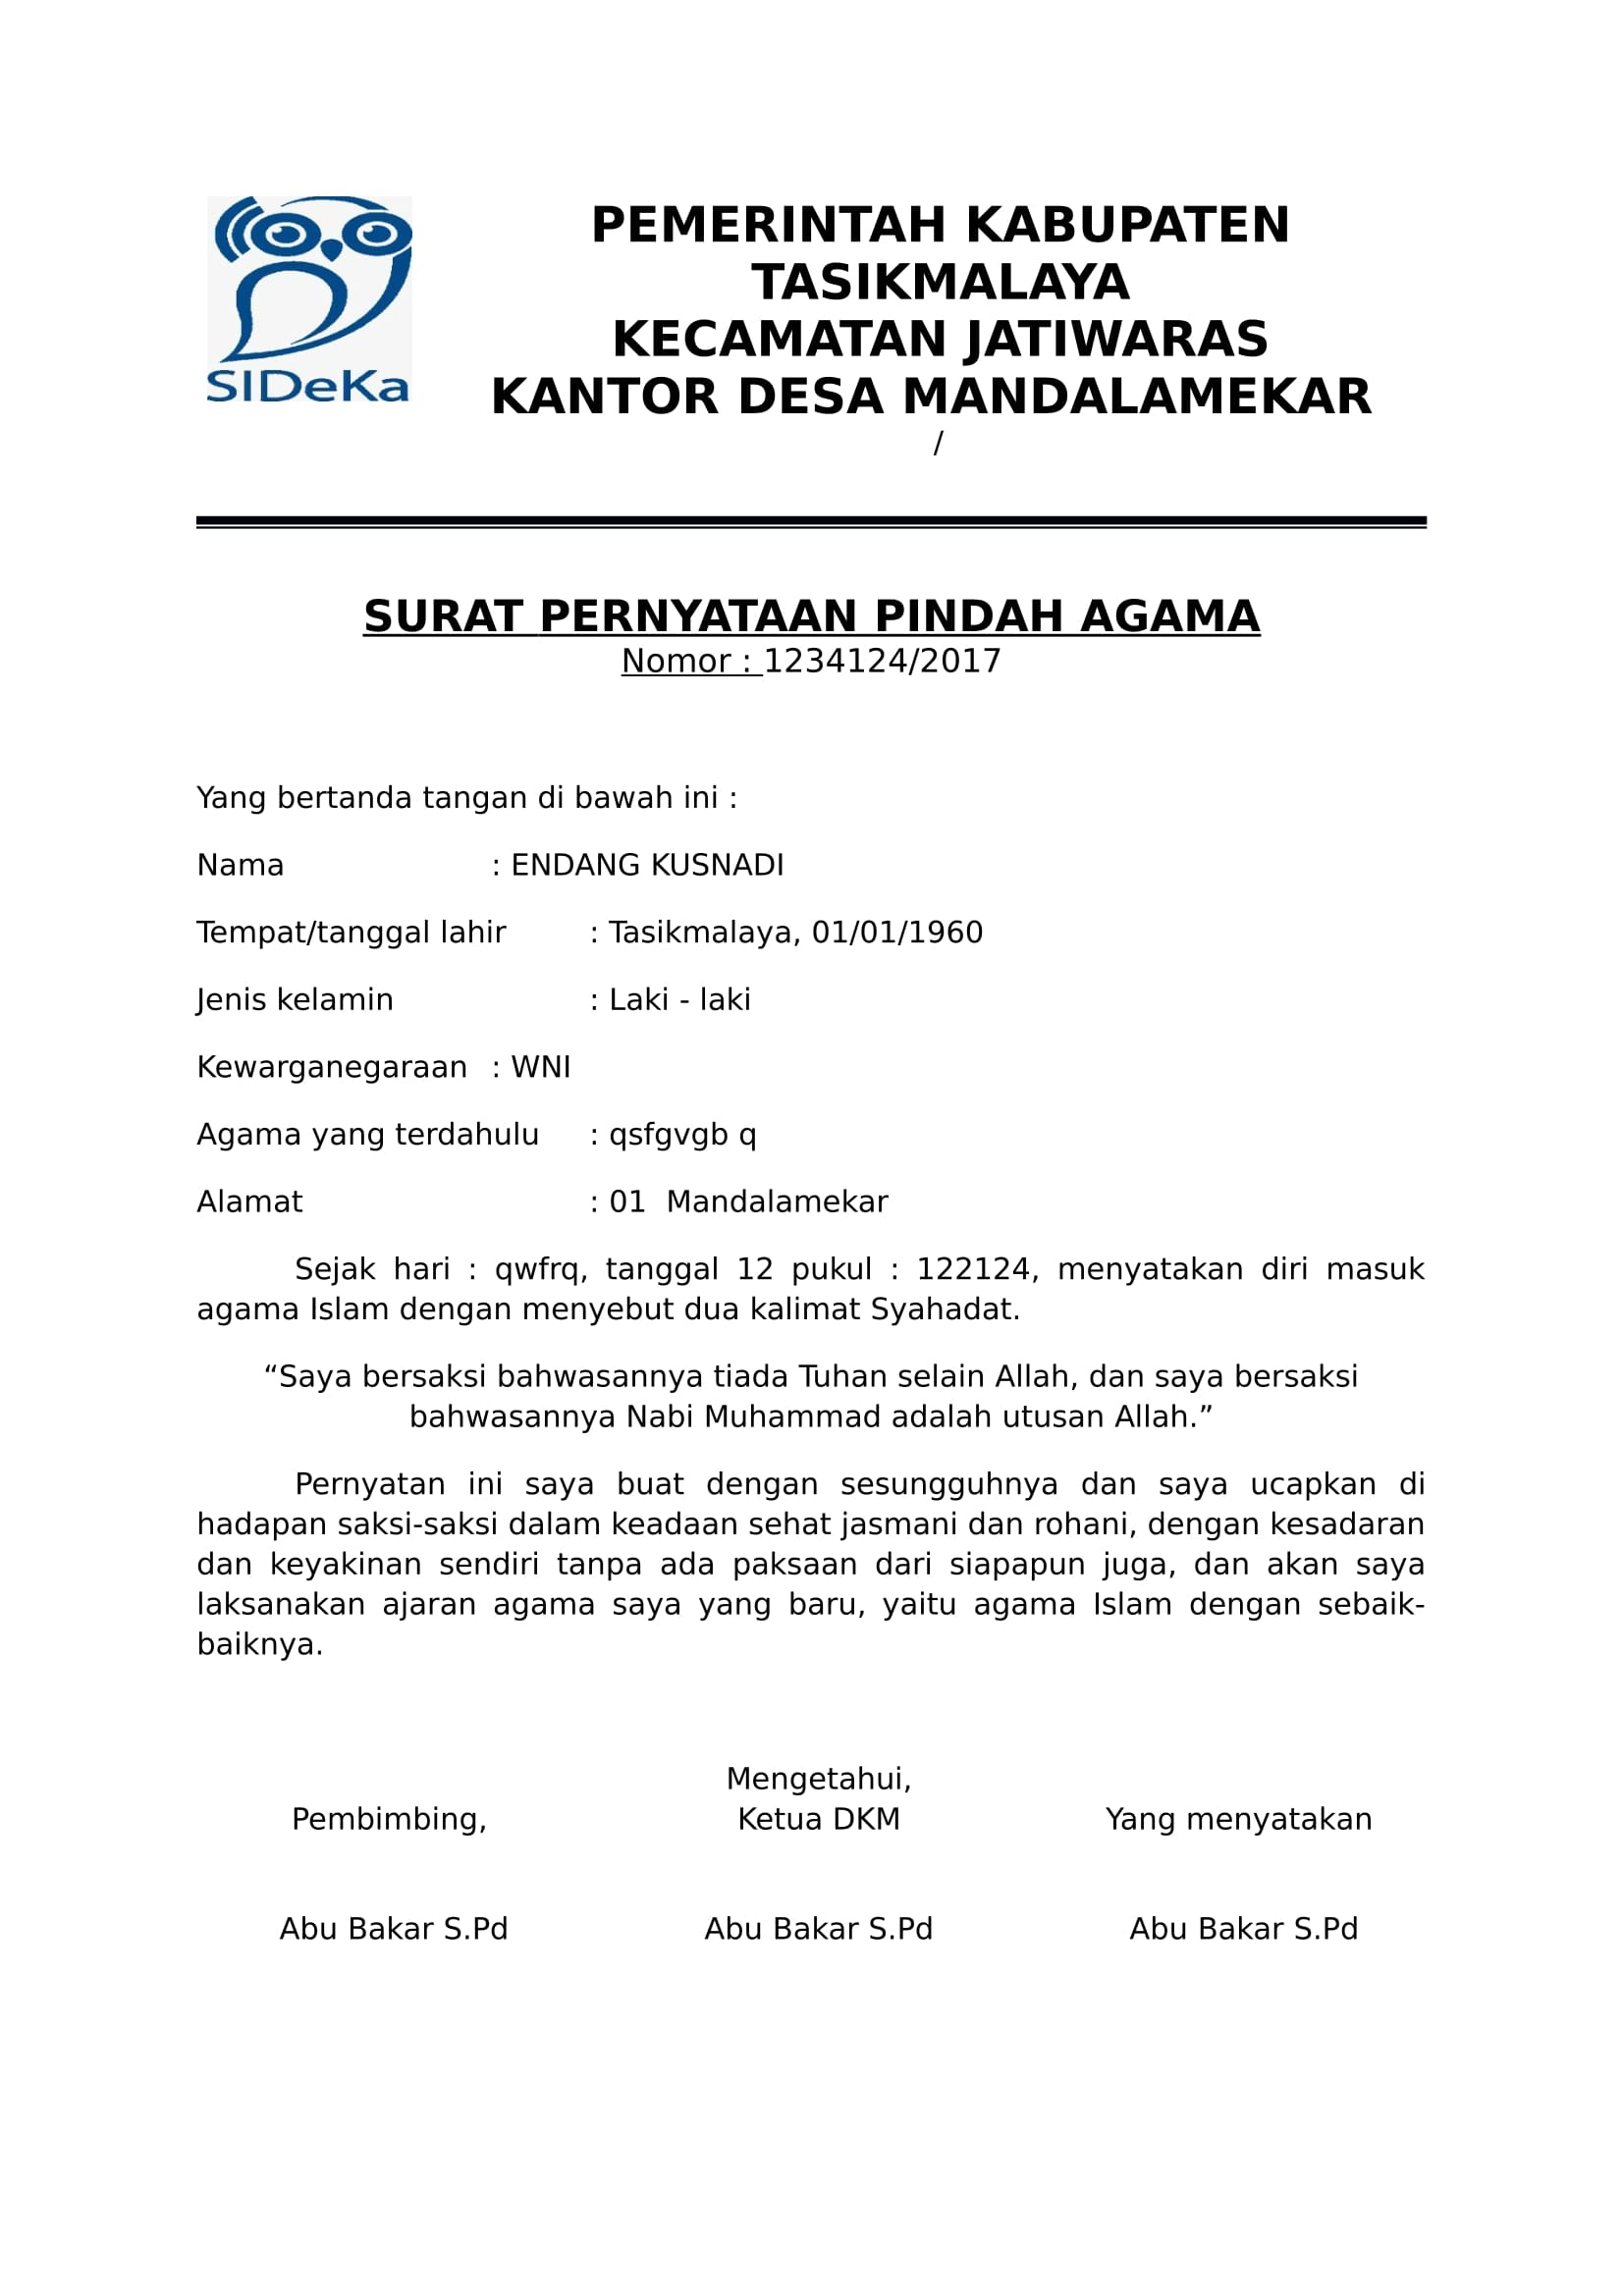 SIDeKa
PEMERINTAH KABUPATEN
TASIKMALAYA
KECAMATAN JATIWARAS
KANTOR DESA MANDALAMEKAR
/
SURAT PERNYATAAN PINDAH AGAMA
Nomor : 1234124/2017
Yang bertanda tangan di bawah ini :
Nama : ENDANG KUSNADI
Tempat/tanggal lahir : Tasikmalaya, 01/01/1960
Jenis kelamin : Laki - laki
Kewarganegaraan : WNI
Agama yang terdahulu : qsfgvgb q
Alamat : 01 Mandalamekar
Sejak hari : qwfrq, tanggal 12 pukul : 122124, menyatakan diri masuk
agama Islam dengan menyebut dua kalimat Syahadat.
“Saya bersaksi bahwasannya tiada Tuhan selain Allah, dan saya bersaksi
bahwasannya Nabi Muhammad adalah utusan Allah.”
Pernyatan ini saya buat dengan sesungguhnya dan saya ucapkan di
hadapan saksi-saksi dalam keadaan sehat jasmani dan rohani, dengan kesadaran
dan keyakinan sendiri tanpa ada paksaan dari siapapun juga, dan akan saya
laksanakan ajaran agama saya yang baru, yaitu agama Islam dengan sebaik-
baiknya.
Mengetahui,
Pembimbing, Ketua DKM Yang menyatakan
Abu Bakar S.Pd Abu Bakar S.Pd Abu Bakar S.Pd